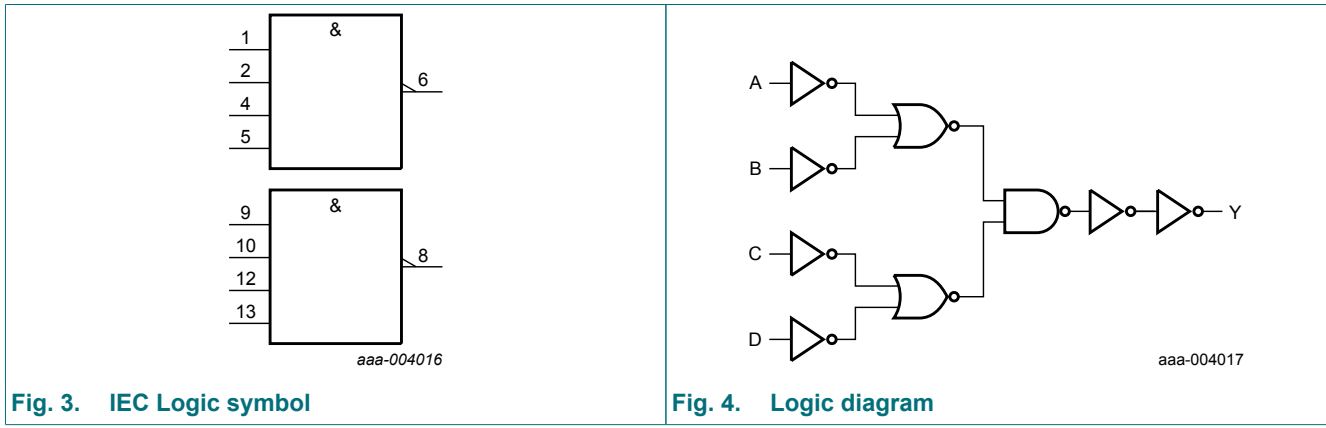 &
1
2
4
5
6
&
9
10
12
13
8
aaa-004016
Fig. 3. IEC Logic symbol
A
B
C
D
Y
aaa-004017
Fig. 4. Logic diagram